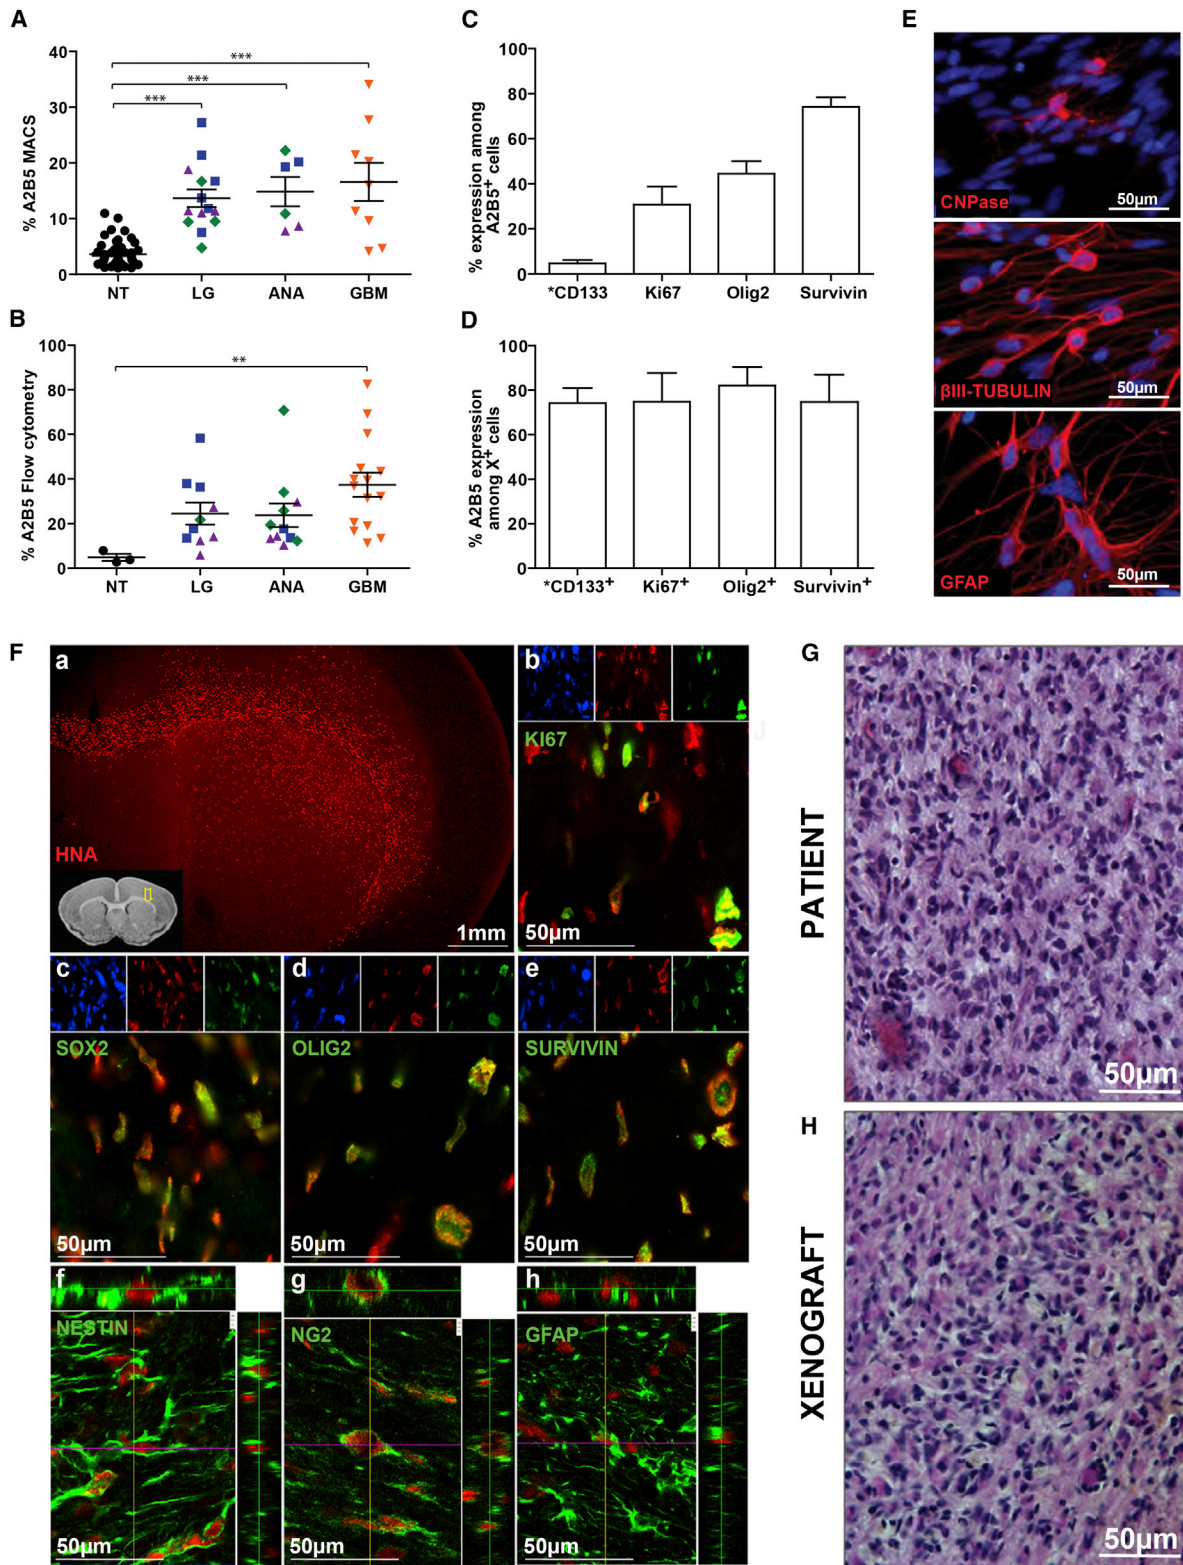 A
% A2B5 MACS
40
30
20
10
0
***
***
***
NT LG ANA GBM
B
% A2B5 Flow cytometry
100
80
60
40
20
0
**
NT LG ANA GBM
C
% expression among
A2B5+ cells
100
80
60
40
20
0
*CD133 Ki67 Olig2 Survivin
D
% A2B5 expression
among X+ cells
100
80
60
40
20
0
*CD133+ Ki67+ Olig2+ Survivin+
E
CNPase
50µm
βIII-TUBULIN
50µm
GFAP
50µm
F
a
HNA
1mm
b
KI67
50µm
c
SOX2
50µm
d
OLIG2
50µm
e
SURVIVIN
50µm
f
NESTIN
50µm
g
NG2
50µm
h
GFAP
50µm
G
PATIENT
50µm
H
XENOGRAFT
50µm